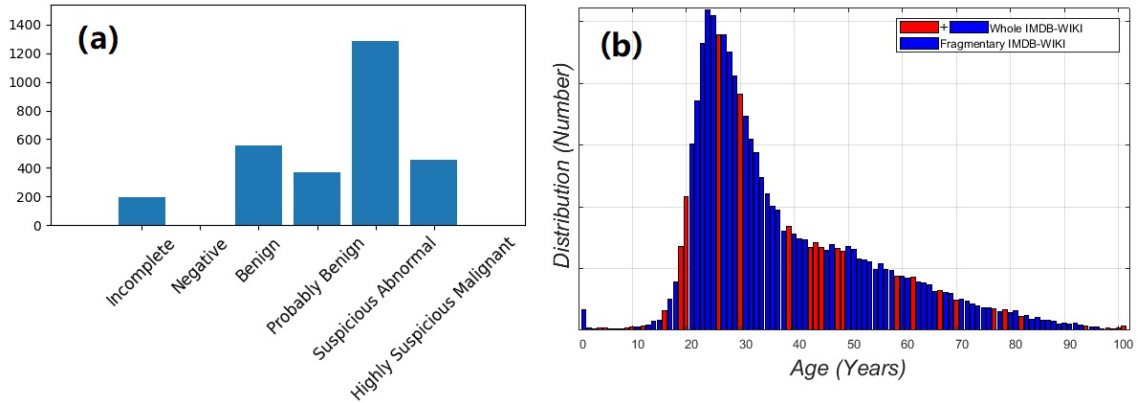 (a)
1400
1200
1000
800
600
400
200
0
Incomplete
Negative
Benign
Probably Benign
Suspicious Abnormal
Highly Suspicious Malignant
(b)
+ Whole IMDB-WIKI
Fragmentary IMDB-WIKI
Distribution (Number)
0 10 20 30 40 50 60 70 80 90 100
Age (Years)